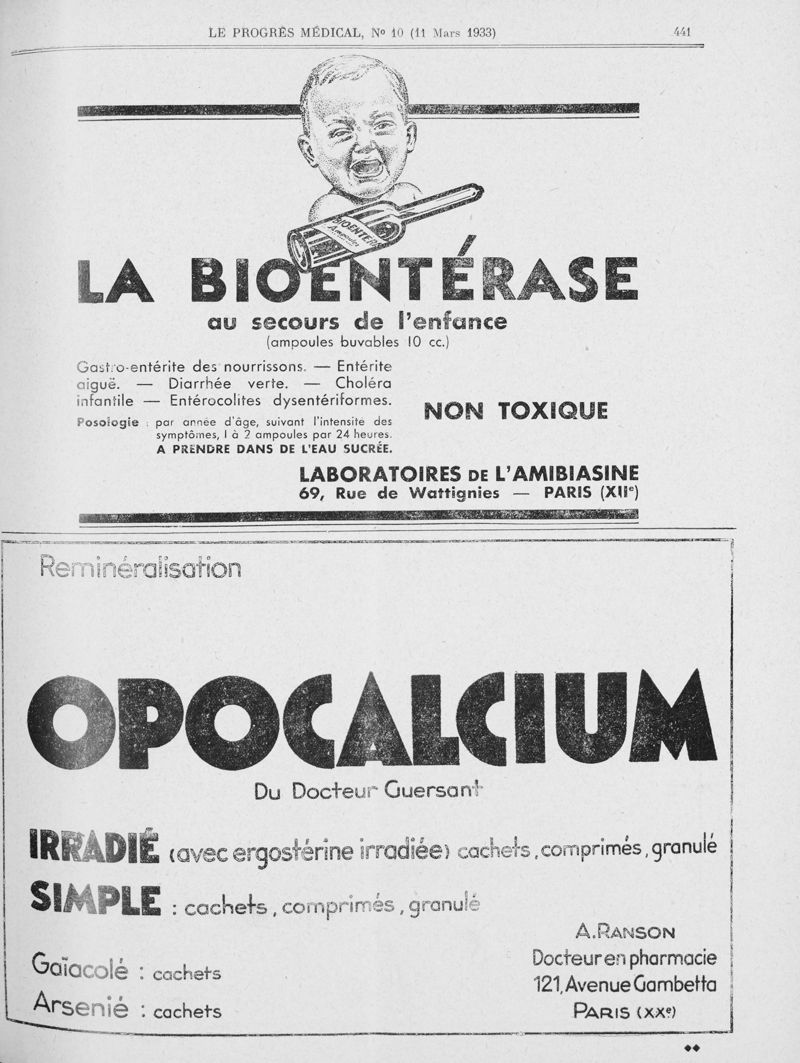 LE PROGRÈS MÉDICAL, Nº 10 (11 Mars 1933)
441
BIOENTÉR
Ampoules
LA BIOENTÉRASE
au secours de l'enfance
(ampoules buvables 10 cc.)
Gastro-entérite des nourrissons. — Entérite
aiguë. — Diarrhée verte. — Choléra
infantile — Entérocolites dysentériformes.
Posologie : par année d'âge, suivant l'intensité des
symptômes, 1 à 2 ampoules par 24 heures.
A PRENDRE DANS DE L'EAU SUCRÉE.
NON TOXIQUE
LABORATOIRES DE L'AMIBIASINE
69, Rue de Wattignies — PARIS (XIIe)
Reminéralisation
OPOCALCIUM
Du Docteur Guersant
IRRADIÉ (avec ergostérine irradiée) cachets, comprimés, granulé
SIMPLE : cachets, comprimés, granulé
Gaïacolé : cachets
Arsenié : cachets
A. RANSON
Docteur en pharmacie
121, Avenue Gambetta
PARIS (XXe)